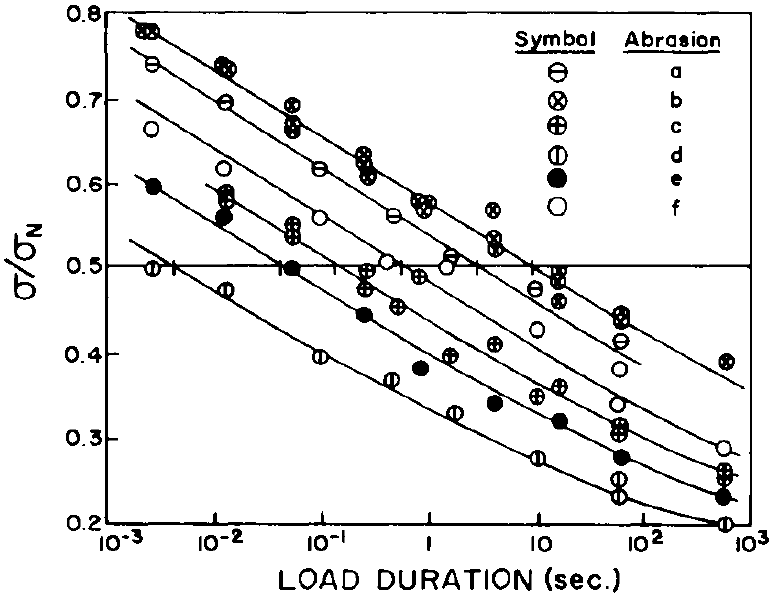 0.8
0.7
0.6
0.5
0.4
0.3
0.2
σ/σN
Symbol Abrasion
a
b
c
d
e
f
10-3 10-2 10-1 1 10 102 103
LOAD DURATION (sec.)